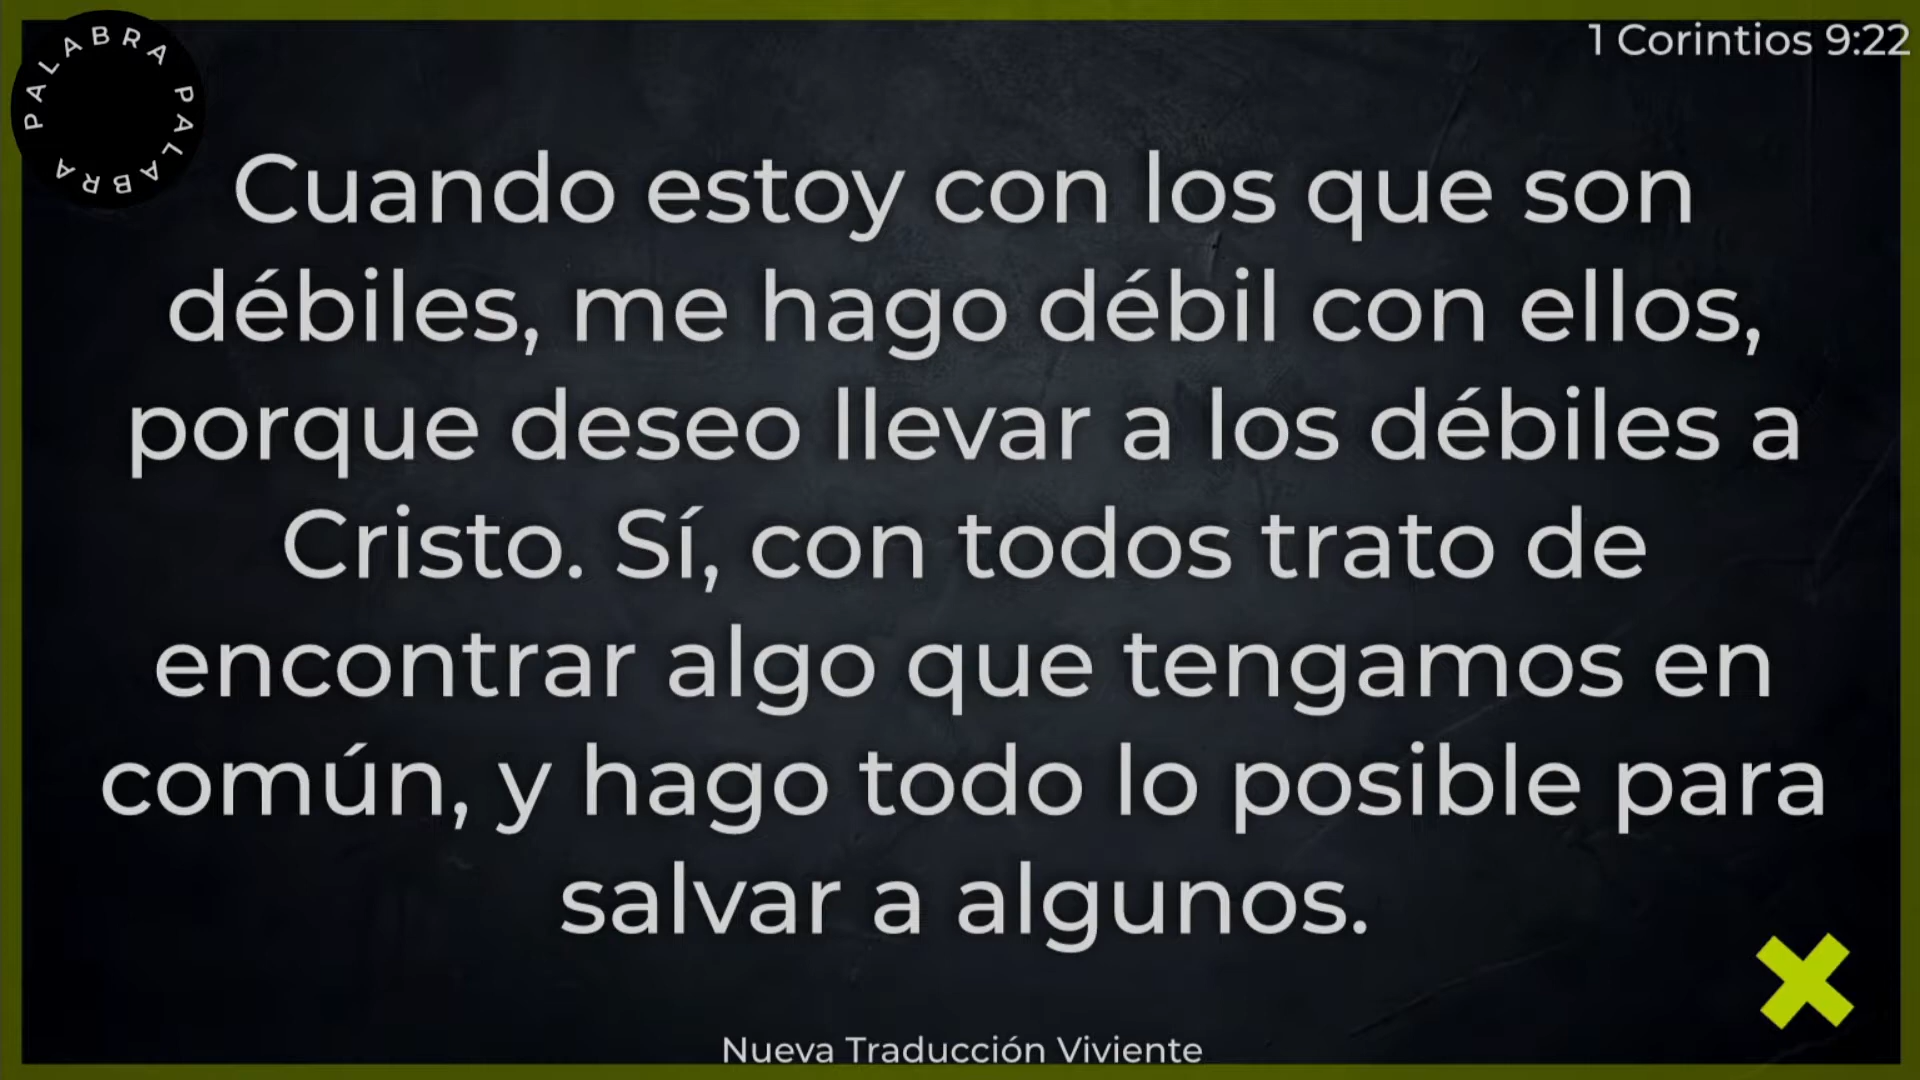 PALABRA PALABRA
1 Corintios 9:22
Cuando estoy con los que son
débiles, me hago débil con ellos,
porque deseo llevar a los débiles a
Cristo. Sí, con todos trato de
encontrar algo que tengamos en
común, y hago todo lo posible para
salvar a algunos.
Nueva Traducción Viviente